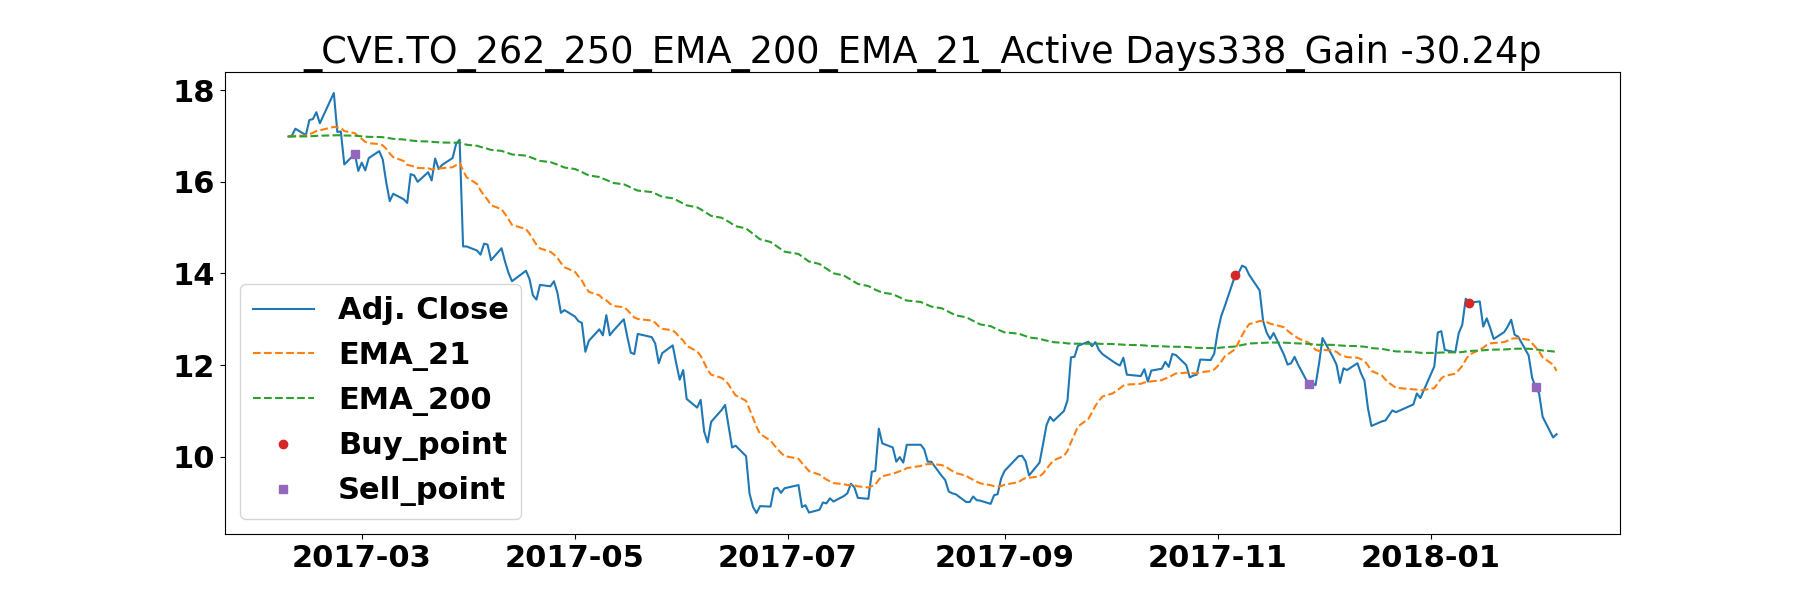 _CVE.TO_262_250_EMA_200_EMA_21_Active Days338_Gain -30.24p
18
16
14
12
10
Adj. Close
EMA_21
EMA_200
Buy_point
Sell_point
2017-03 2017-05 2017-07 2017-09 2017-11 2018-01